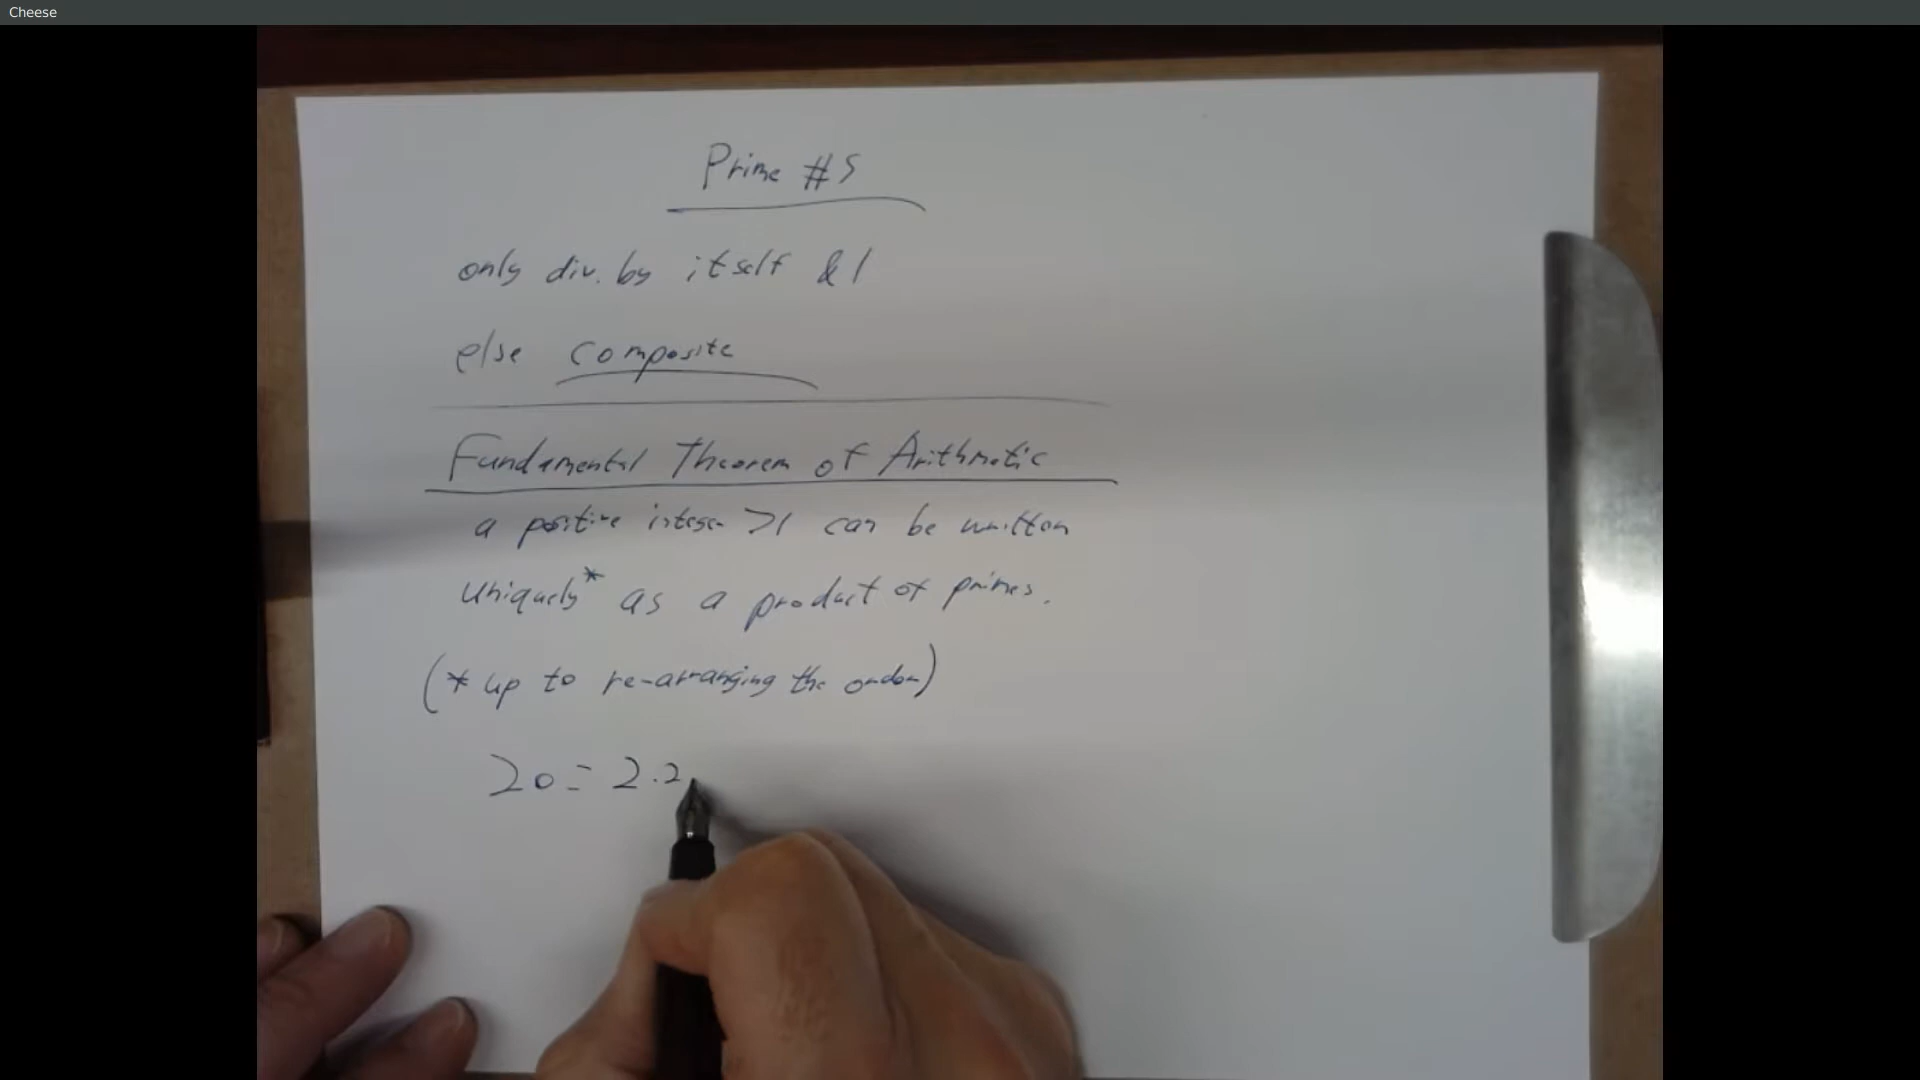 Cheese
Prime #s
only div. by itself & 1
else composite
Fundamental Theorem of Arithmetic
a positive integer >1 can be written
uniquely* as a product of primes.
(* up to re-arranging the order)
20 = 2.2